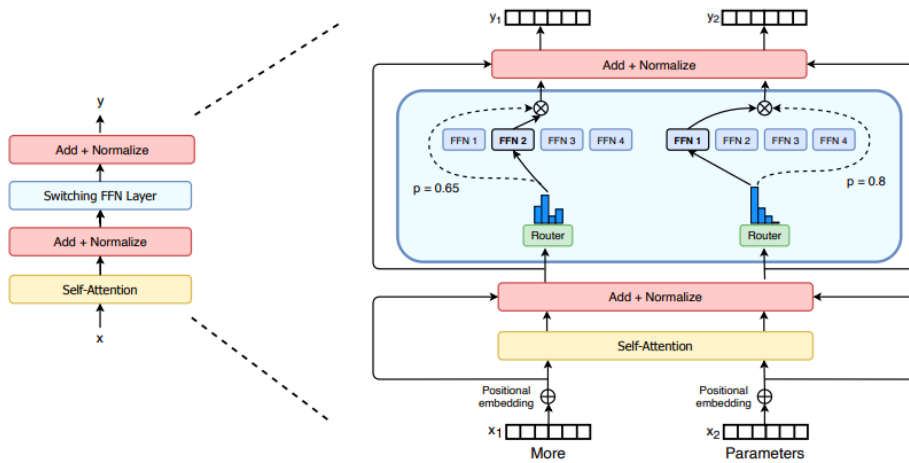 y
Add + Normalize
Switching FFN Layer
Add + Normalize
Self-Attention
x
y1
y2
Add + Normalize
FFN 1 FFN 2 FFN 3 FFN 4
FFN 1 FFN 2 FFN 3 FFN 4
p = 0.65
p = 0.8
Router
Router
Add + Normalize
Self-Attention
Positional
embedding
Positional
embedding
x1
x2
More
Parameters